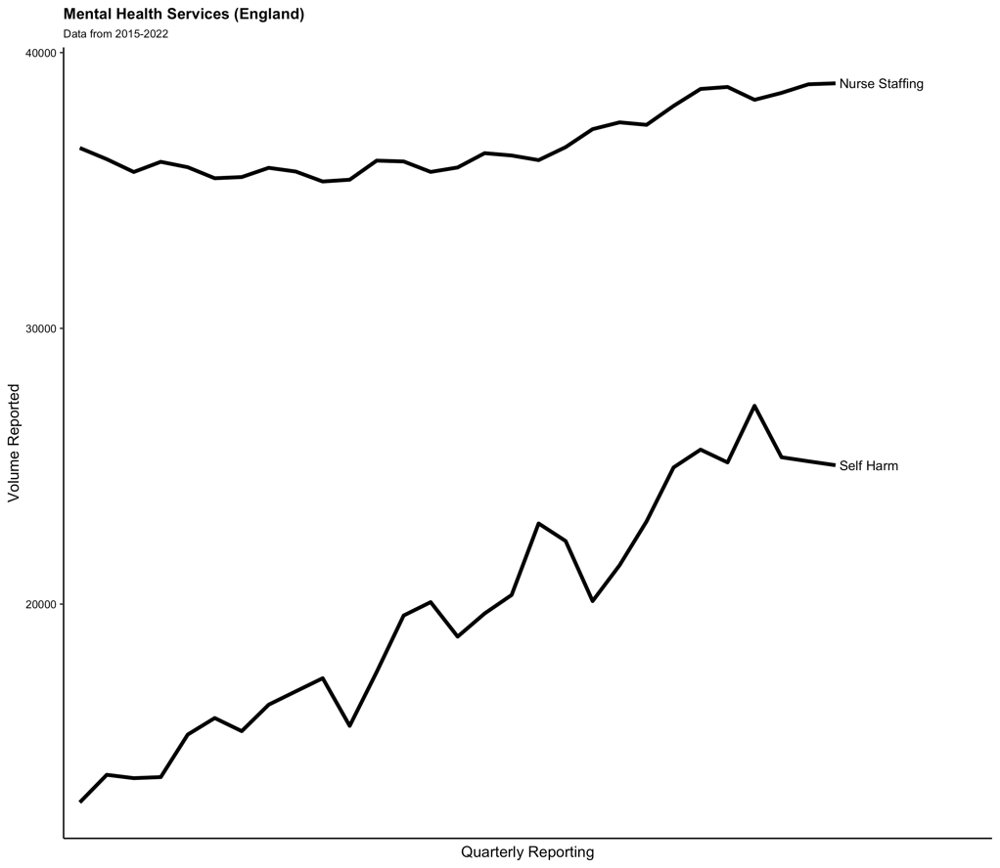 Mental Health Services (England)
Data from 2015-2022
40000
Nurse Staffing
30000
Volume Reported
Self Harm
20000
Quarterly Reporting